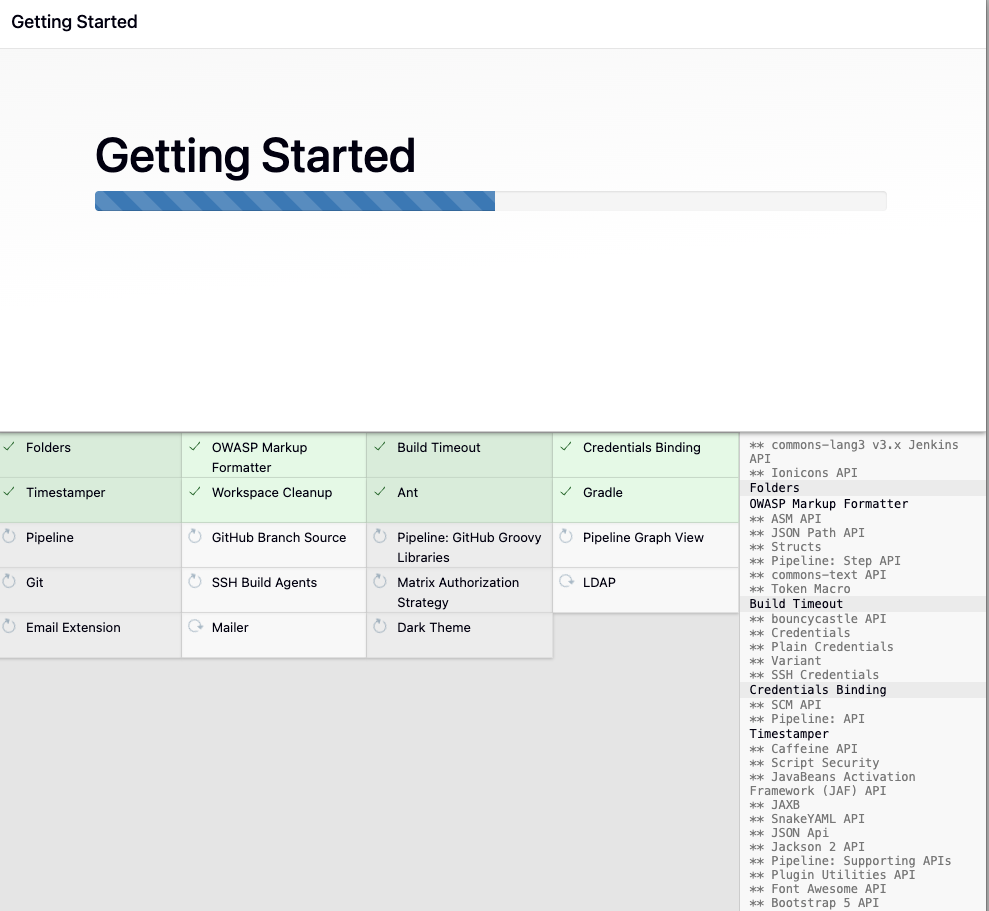 Getting Started
Getting Started
Folders
OWASP Markup
Formatter
Build Timeout
Credentials Binding
Timestamper
Workspace Cleanup
Ant
Gradle
Pipeline
GitHub Branch Source
Pipeline: GitHub Groovy
Libraries
Pipeline Graph View
Git
SSH Build Agents
Matrix Authorization
Strategy
LDAP
Email Extension
Mailer
Dark Theme
** commons-lang3 v3.x Jenkins
API
** Ionicons API
Folders
OWASP Markup Formatter
** ASM API
** JSON Path API
** Structs
** Pipeline: Step API
** commons-text API
** Token Macro
Build Timeout
** bouncycastle API
** Credentials
** Plain Credentials
** Variant
** SSH Credentials
Credentials Binding
** SCM API
** Pipeline: API
Timestamper
** Caffeine API
** Script Security
** JavaBeans Activation
Framework (JAF) API
** JAXB
** SnakeYAML API
** JSON Api
** Jackson 2 API
** Pipeline: Supporting APIs
** Plugin Utilities API
** Font Awesome API
** Bootstrap 5 API